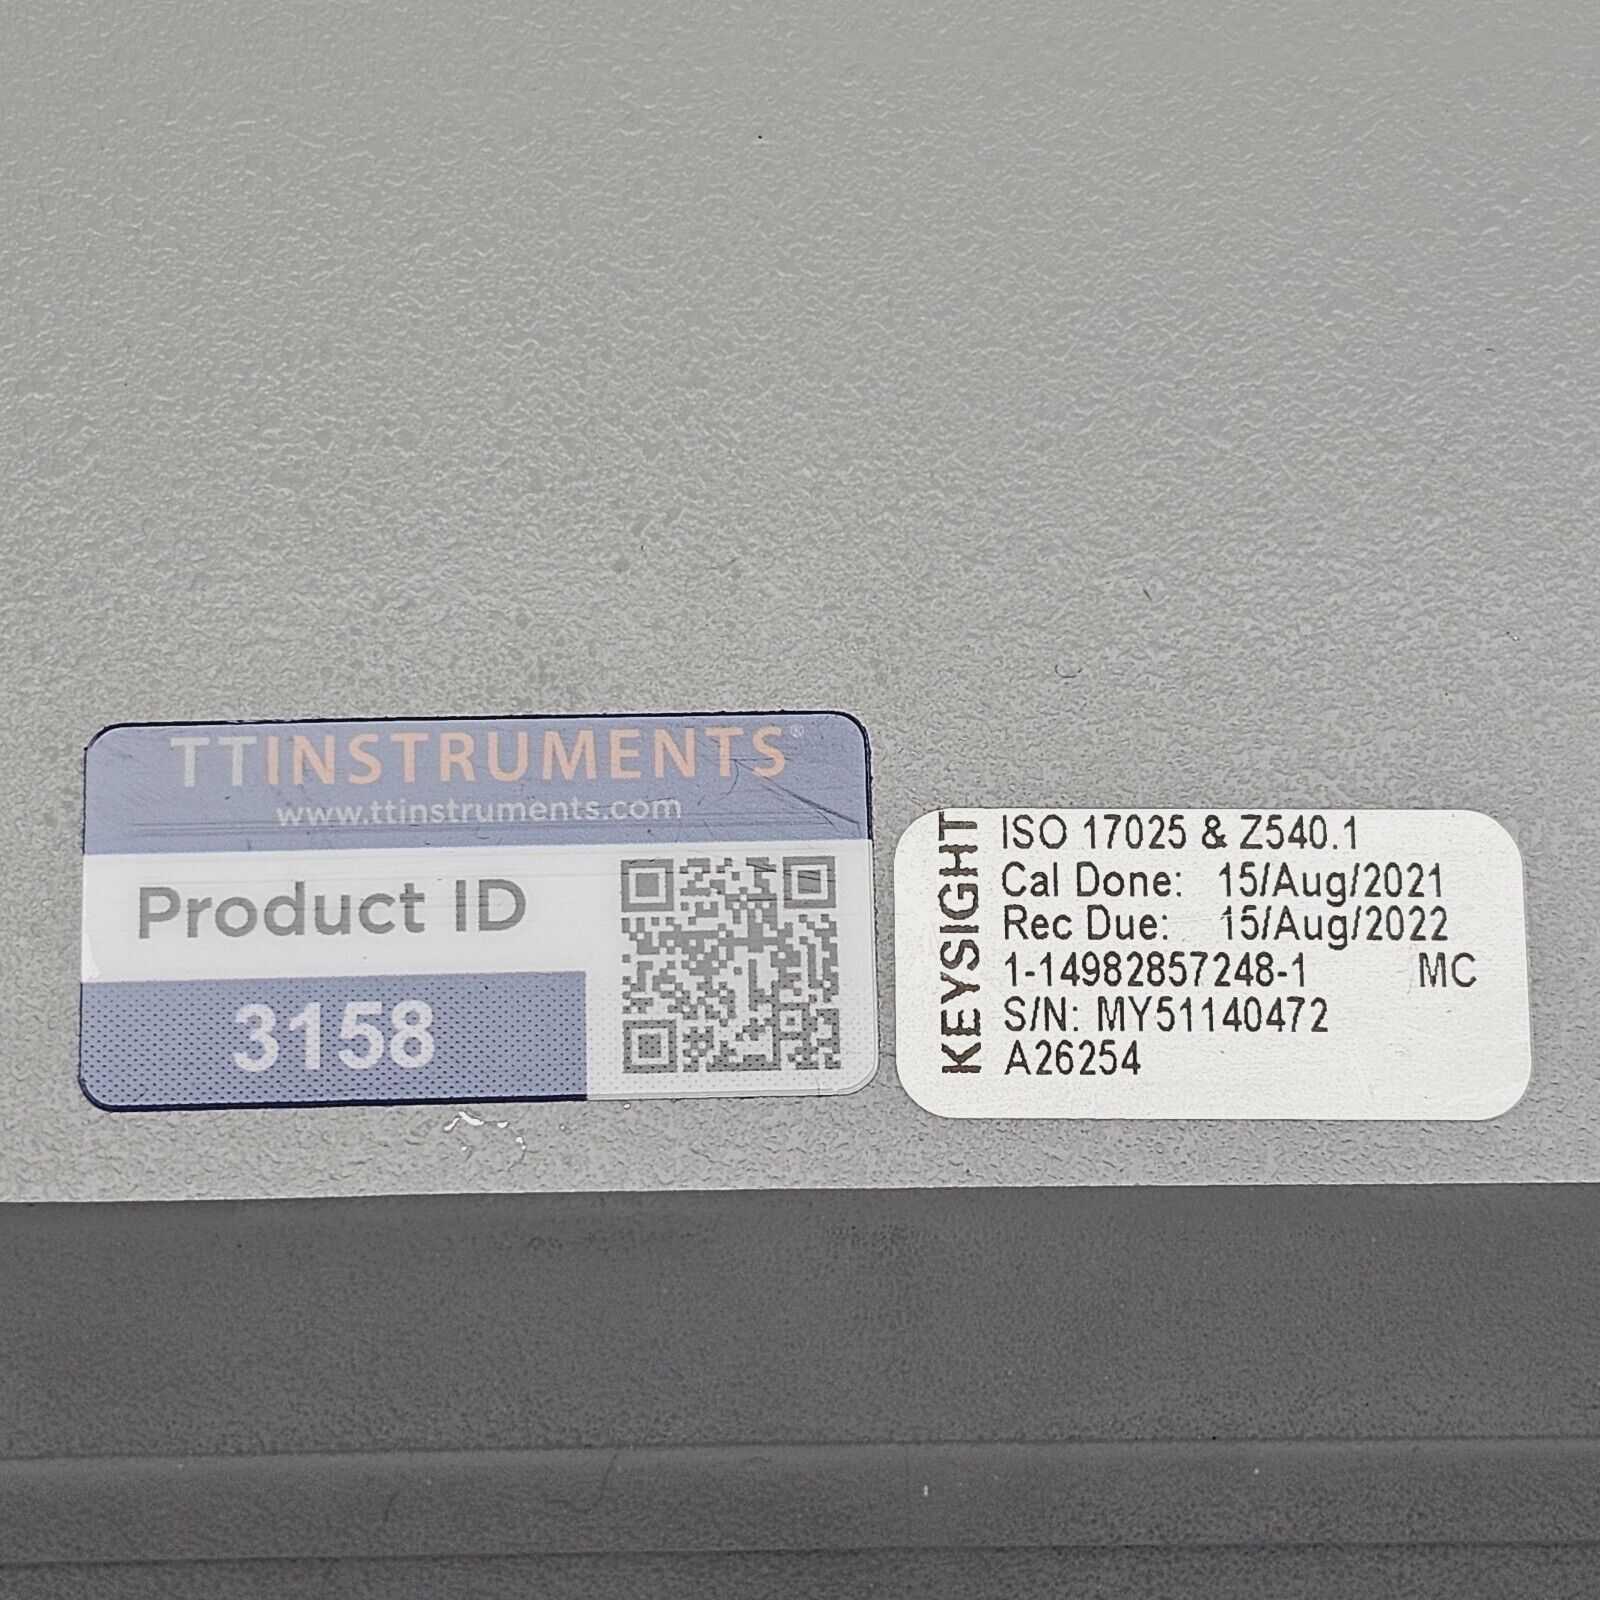 TTINSTRUMENTS®
www.ttinstruments.com
Product ID
3158
KEYSIGHT
ISO 17025 & Z540.1
Cal Done: 15/Aug/2021
Rec Due: 15/Aug/2022
1-14982857248-1 MC
S/N: MY51140472
A26254